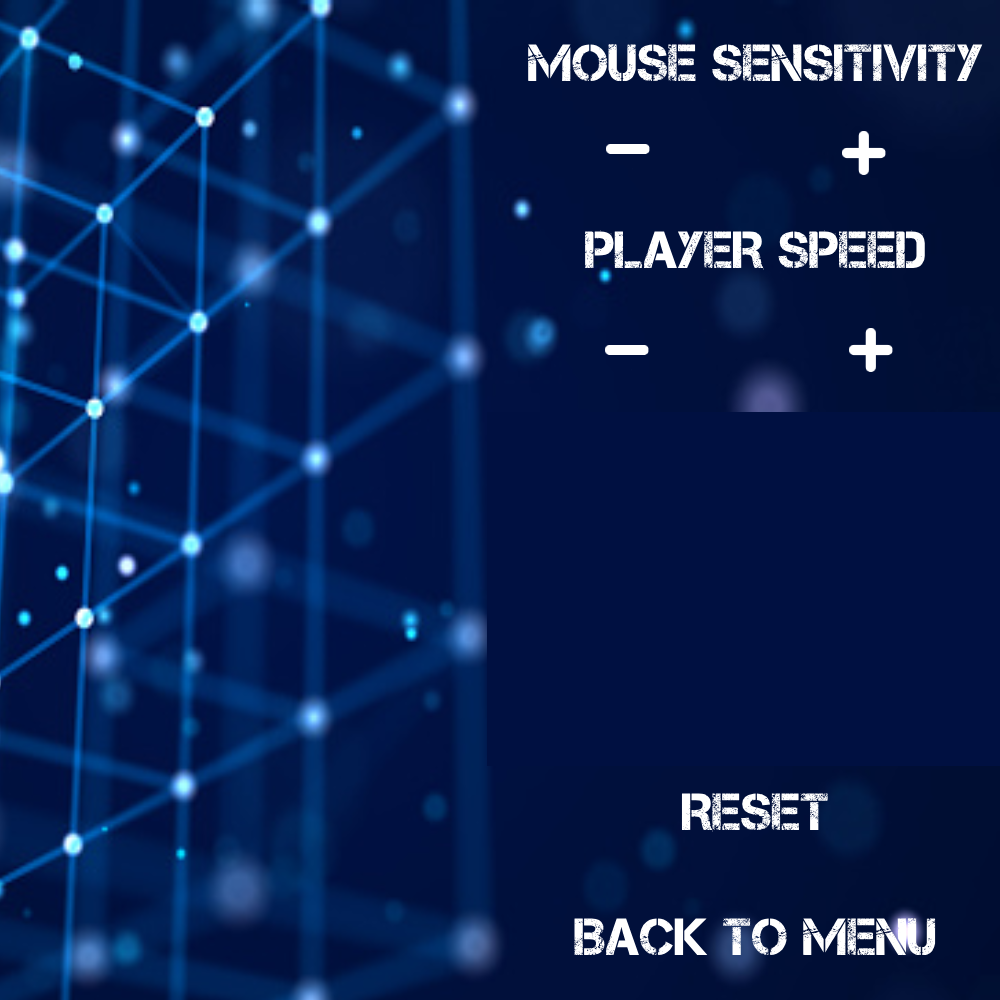 MOUSE SENSITIVITY
− +
PLAYER SPEED
− +
RESET
BACK TO MENU